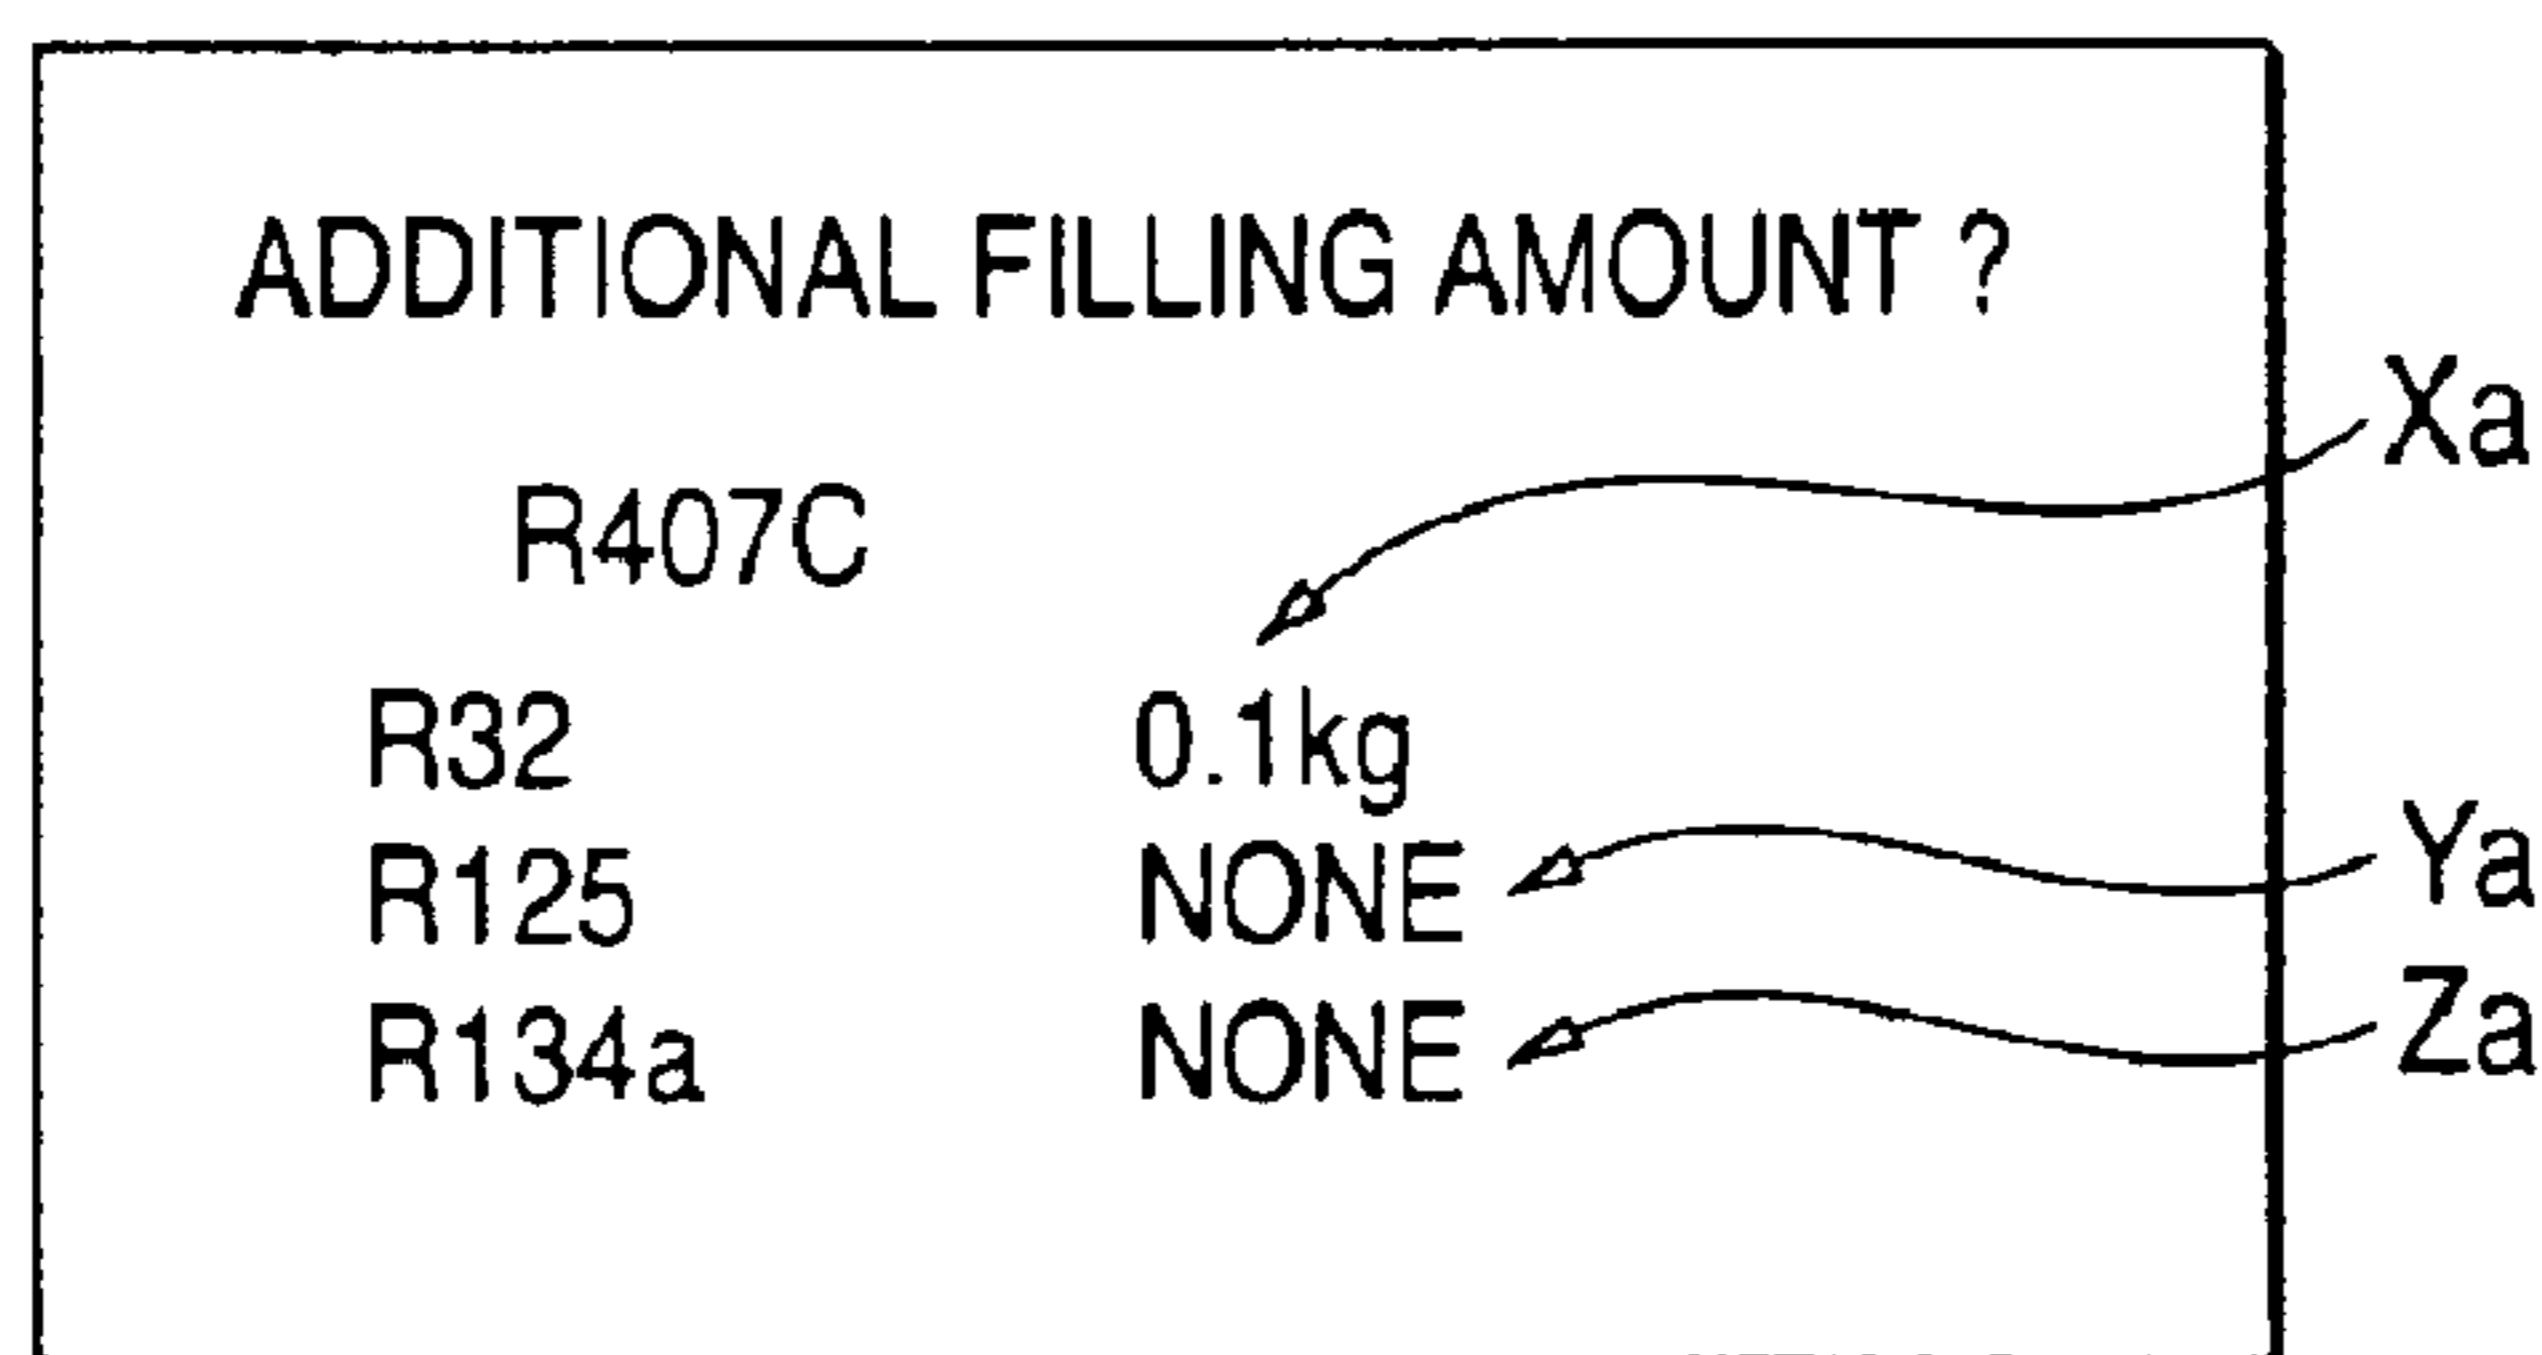 ADDITIONAL FILLING AMOUNT ?
Xa
R407C
R32 0.1kg
R125 NONE Ya
R134a NONE Za